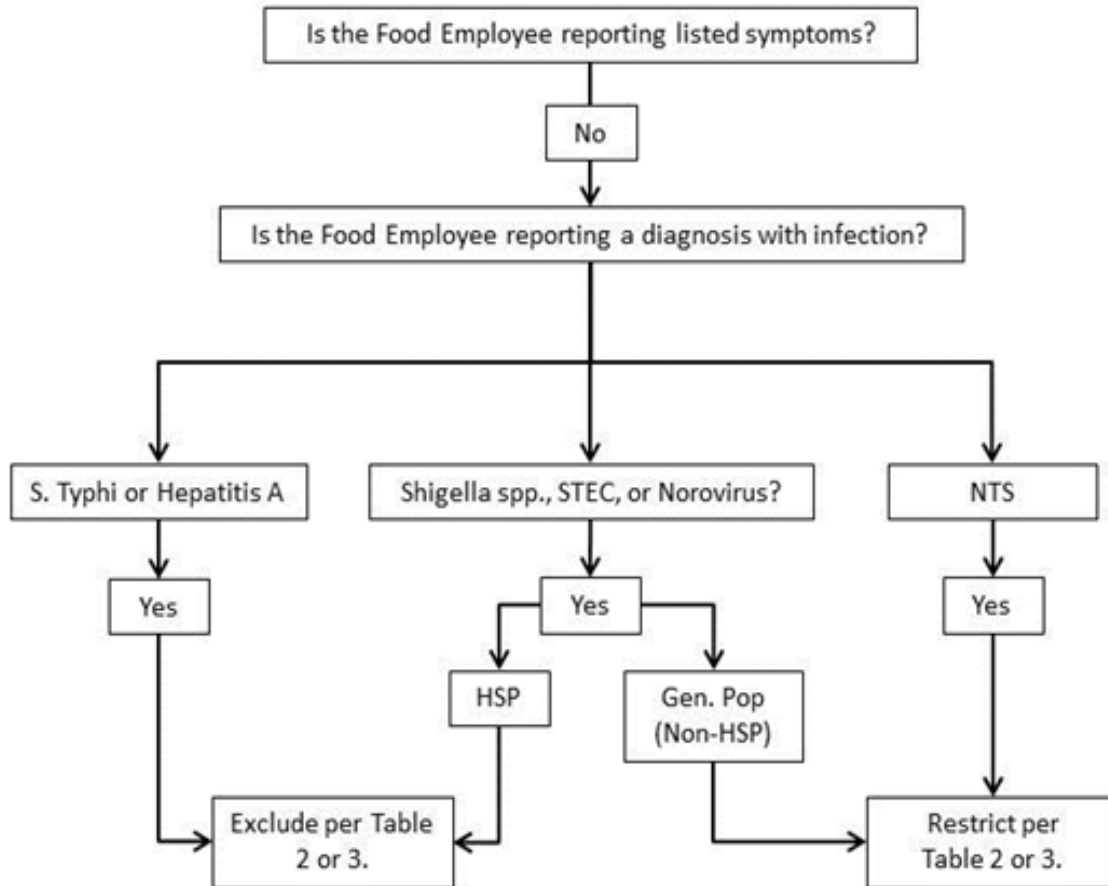 Is the Food Employee reporting listed symptoms?
No
Is the Food Employee reporting a diagnosis with infection?
S. Typhi or Hepatitis A
Shigella spp., STEC, or Norovirus?
NTS
Yes
Yes
Yes
HSP
Gen. Pop
(Non-HSP)
Exclude per Table
2 or 3.
Restrict per
Table 2 or 3.